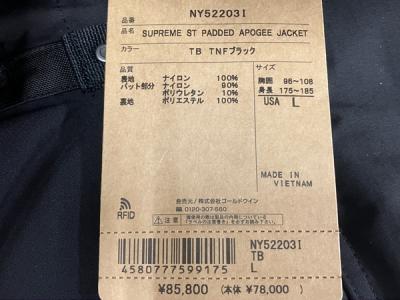 品番 NY52203I
品名 SUPREME ST PADDED APOGEE JACKET
カラー TB TNFブラック
品質
表地 ナイロン 100%
パット部分 ナイロン 90%
ポリウレタン 10%
裏地 ポリエステル 100%
サイズ
胸囲 96~108
身長 175~185
USA L
MADE IN
VIETNAM
RFID
発売元/株式会社ゴールドウイン
0120-307-560
注意
NY52203I
TB
L
4580777599175
¥85,800 (本体 ¥78,000)